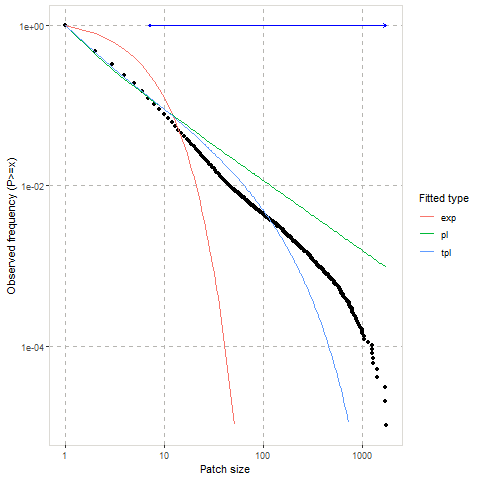 1e+00
1e-02
1e-04
Observed frequency (P>=x)
1
10
100
1000
Patch size
Fitted type
exp
pl
tpl